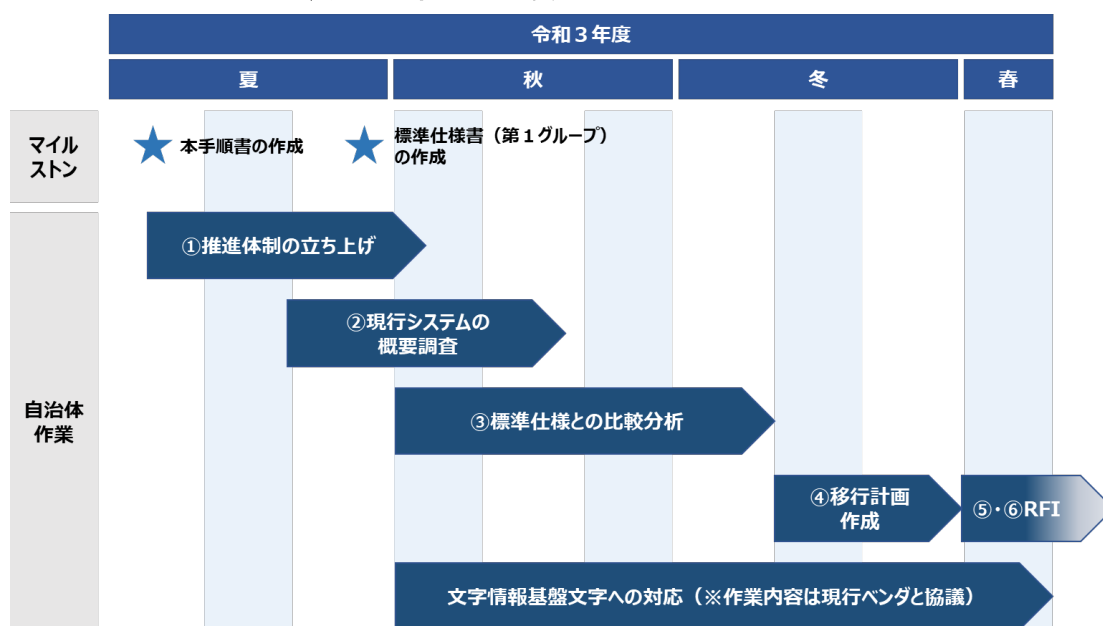 令和３年度
夏
秋
冬
春
マイル
ストン
本手順書の作成
標準仕様書（第１グループ）
の作成
自治体
作業
①推進体制の立ち上げ
②現行システムの
概要調査
③標準仕様との比較分析
④移行計画
作成
⑤・⑥RFI
文字情報基盤文字への対応（※作業内容は現行ベンダと協議）